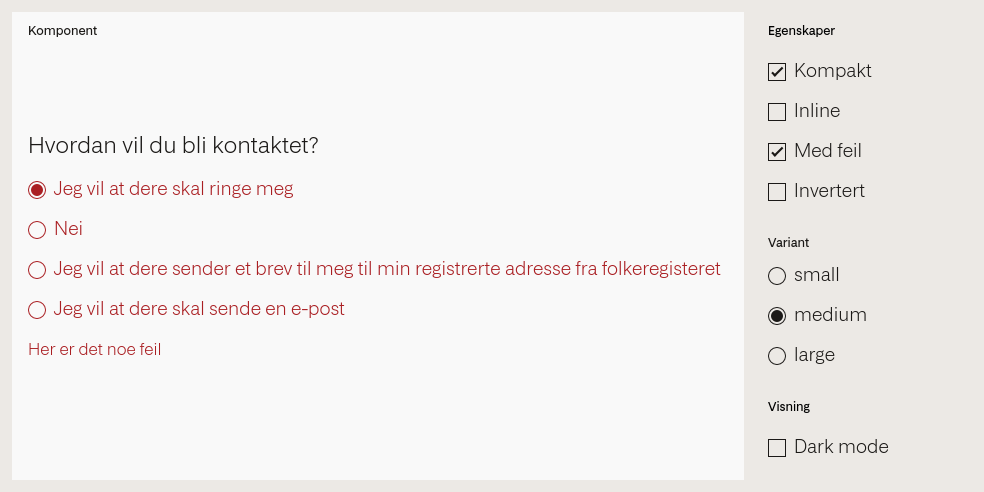 Komponent
Hvordan vil du bli kontaktet?
Jeg vil at dere skal ringe meg
Nei
Jeg vil at dere sender et brev til meg til min registrerte adresse fra folkeregisteret
Jeg vil at dere skal sende en e-post
Her er det noe feil
Egenskaper
Kompakt
Inline
Med feil
Invertert
Variant
small
medium
large
Visning
Dark mode